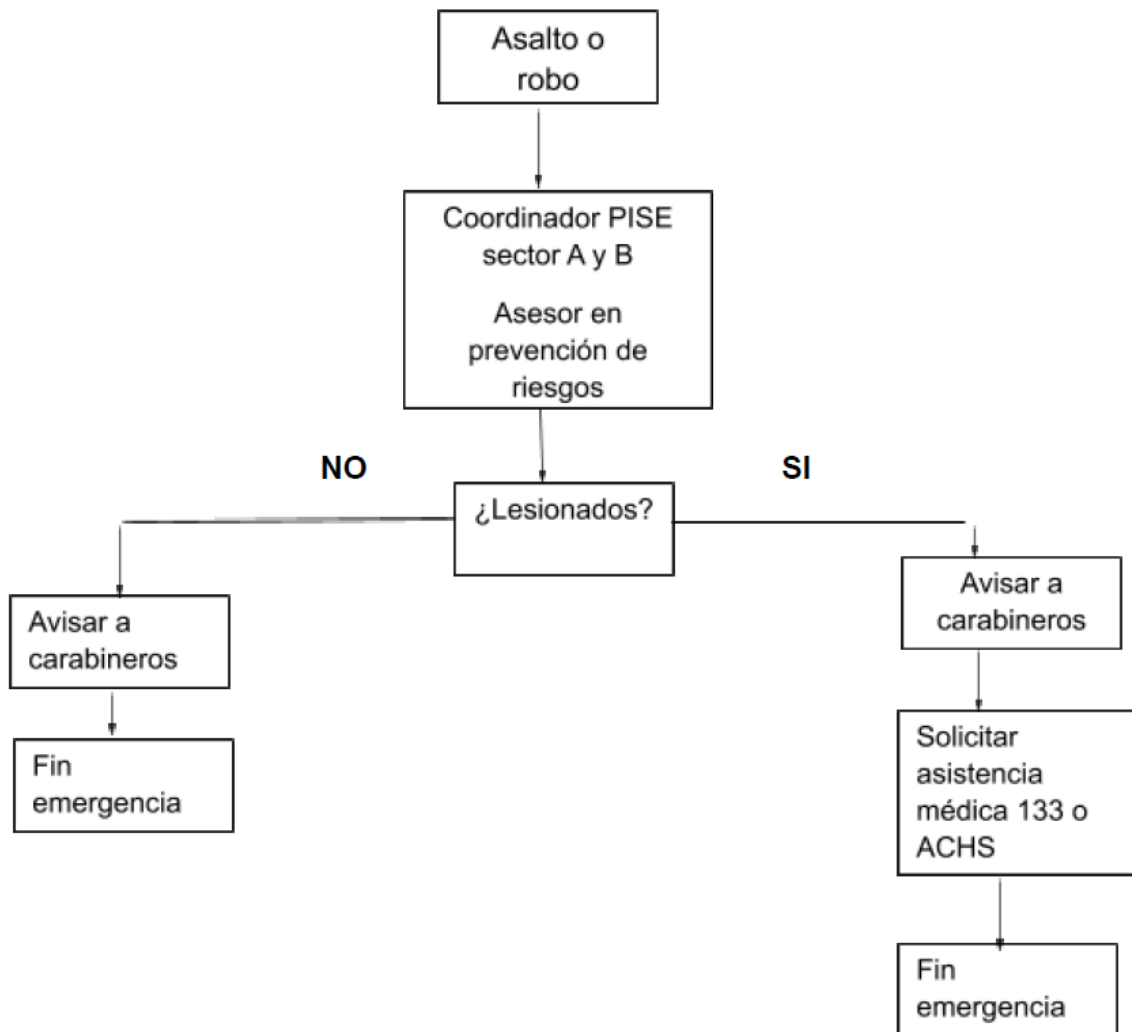 Asalto o
robo
Coordinador PISE
sector A y B
Asesor en
prevención de
riesgos
NO
SI
¿Lesionados?
Avisar a
carabineros
Fin
emergencia
Avisar a
carabineros
Solicitar
asistencia
médica 133 o
ACHS
Fin
emergencia